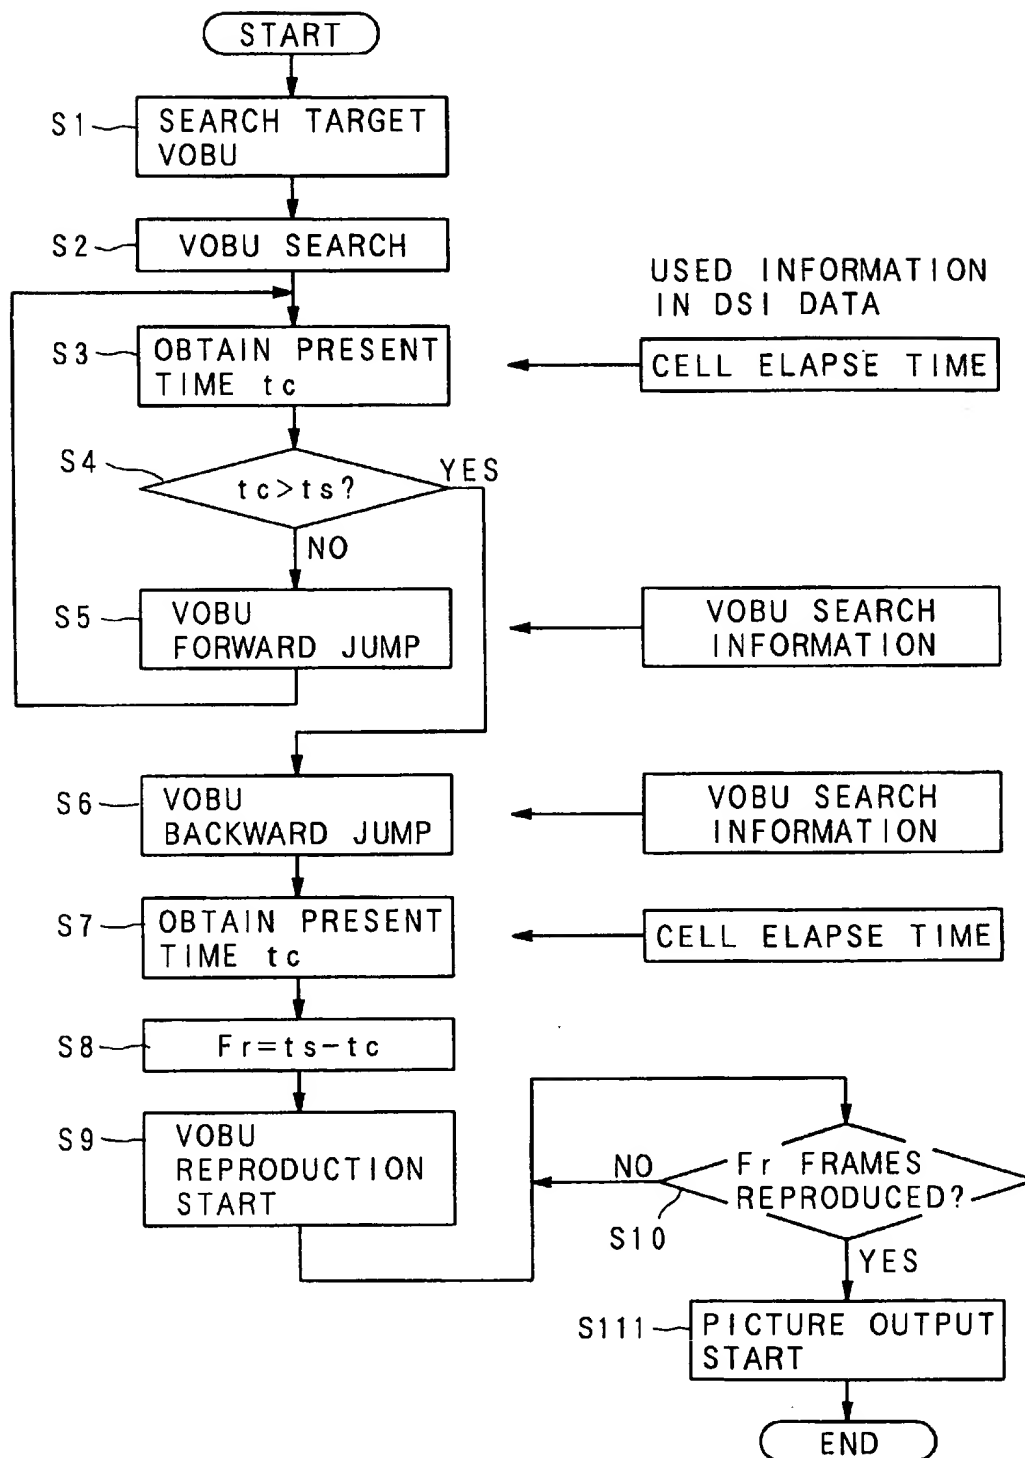 START
S1
SEARCH TARGET
VOBU
S2
VOBU SEARCH
USED INFORMATION
IN DSI DATA
S3
OBTAIN PRESENT
TIME tc
CELL ELAPSE TIME
S4
tc>ts?
YES
NO
S5
VOBU
FORWARD JUMP
VOBU SEARCH
INFORMATION
S6
VOBU
BACKWARD JUMP
VOBU SEARCH
INFORMATION
S7
OBTAIN PRESENT
TIME tc
CELL ELAPSE TIME
S8
Fr=ts-tc
S9
VOBU
REPRODUCTION
START
NO
Fr FRAMES
REPRODUCED?
S10
YES
S111
PICTURE OUTPUT
START
END